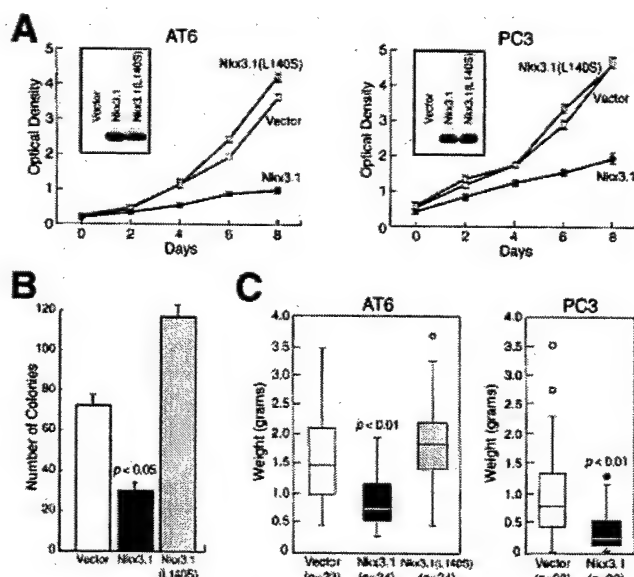 A
AT6
PC3
Optical Density
5
4
3
2
1
0
Vector
Nkx3.1
Nkx3.1(L140S)
Nkx3.1(L140S)
Vector
Nkx3.1
0 2 4 6 8
Days
Optical Density
5
4
3
2
1
0
Vector
Nkx3.1
Nkx3.1(L140S)
Nkx3.1(L140S)
Vector
Nkx3.1
0 2 4 6 8
Days
B
Number of Colonies
120
100
80
60
40
20
0
p < 0.05
Vector Nkx3.1 Nkx3.1
(L140S)
C
AT6
PC3
Weight (grams)
4.0
3.5
3.0
2.5
2.0
1.5
1.0
0.5
0
p < 0.01
Vector Nkx3.1 Nkx3.1(L140S)
Weight (grams)
4.0
3.5
3.0
2.5
2.0
1.5
1.0
0.5
0
p < 0.01
Vector Nkx3.1